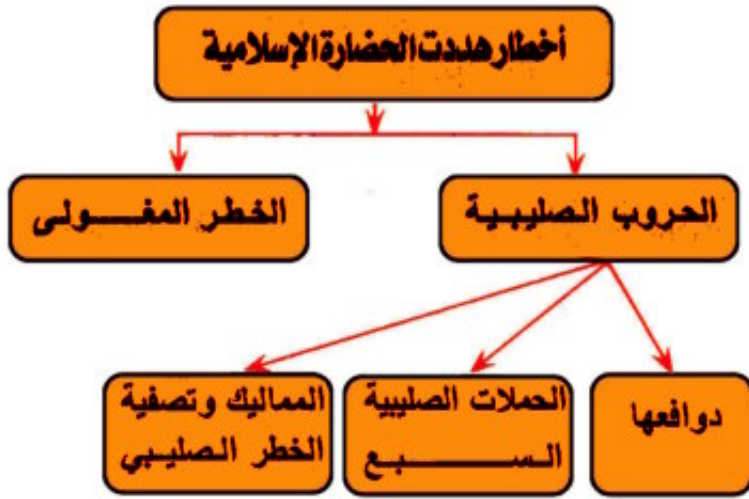 أخطار هددت الحضارة الإسلامية
الحروب الصليبية
الخطر المغولى
دوافعها
الحملات الصليبية
السبع
المماليك وتصفية
الخطر الصليبي